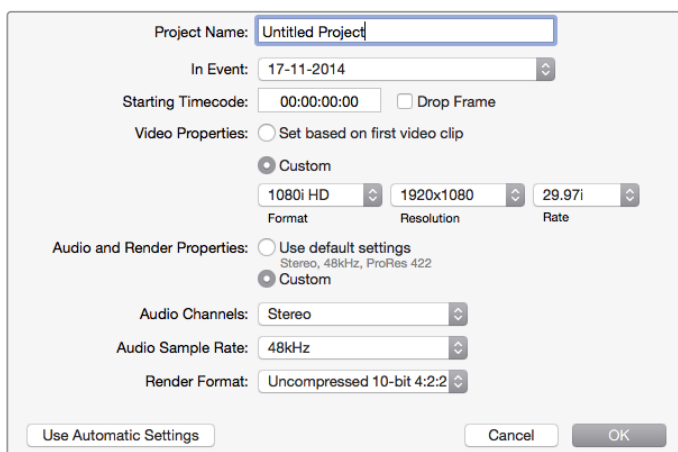 Project Name: Untitled Project
In Event: 17-11-2014
Starting Timecode: 00:00:00:00 Drop Frame
Video Properties: Set based on first video clip
Custom
1080i HD 1920x1080 29.97i
Format Resolution Rate
Audio and Render Properties: Use default settings
Stereo, 48kHz, ProRes 422
Custom
Audio Channels: Stereo
Audio Sample Rate: 48kHz
Render Format: Uncompressed 10-bit 4:2:2
Use Automatic Settings Cancel OK